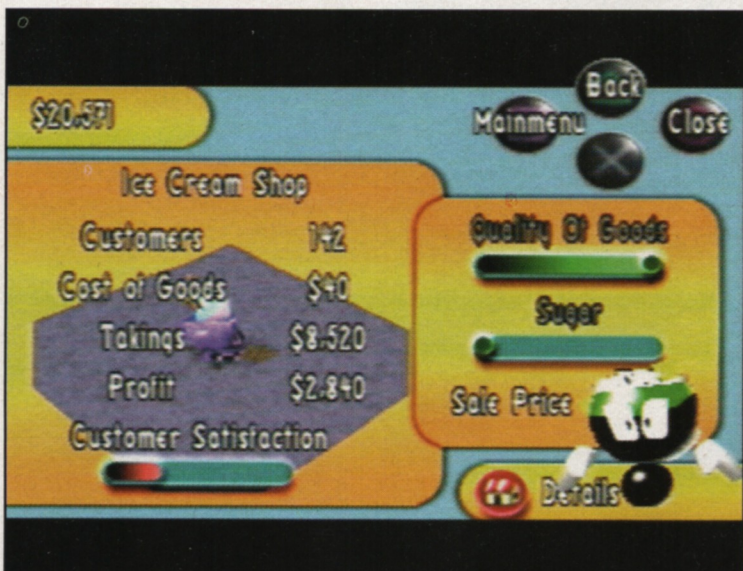 $20,571
Back
Mainmenu
Close
Ice Cream Shop
Customers 142
Cost of Goods $40
Takings $8,520
Profit $2,840
Customer Satisfaction
Quality Of Goods
Sugar
Sale Price
Details